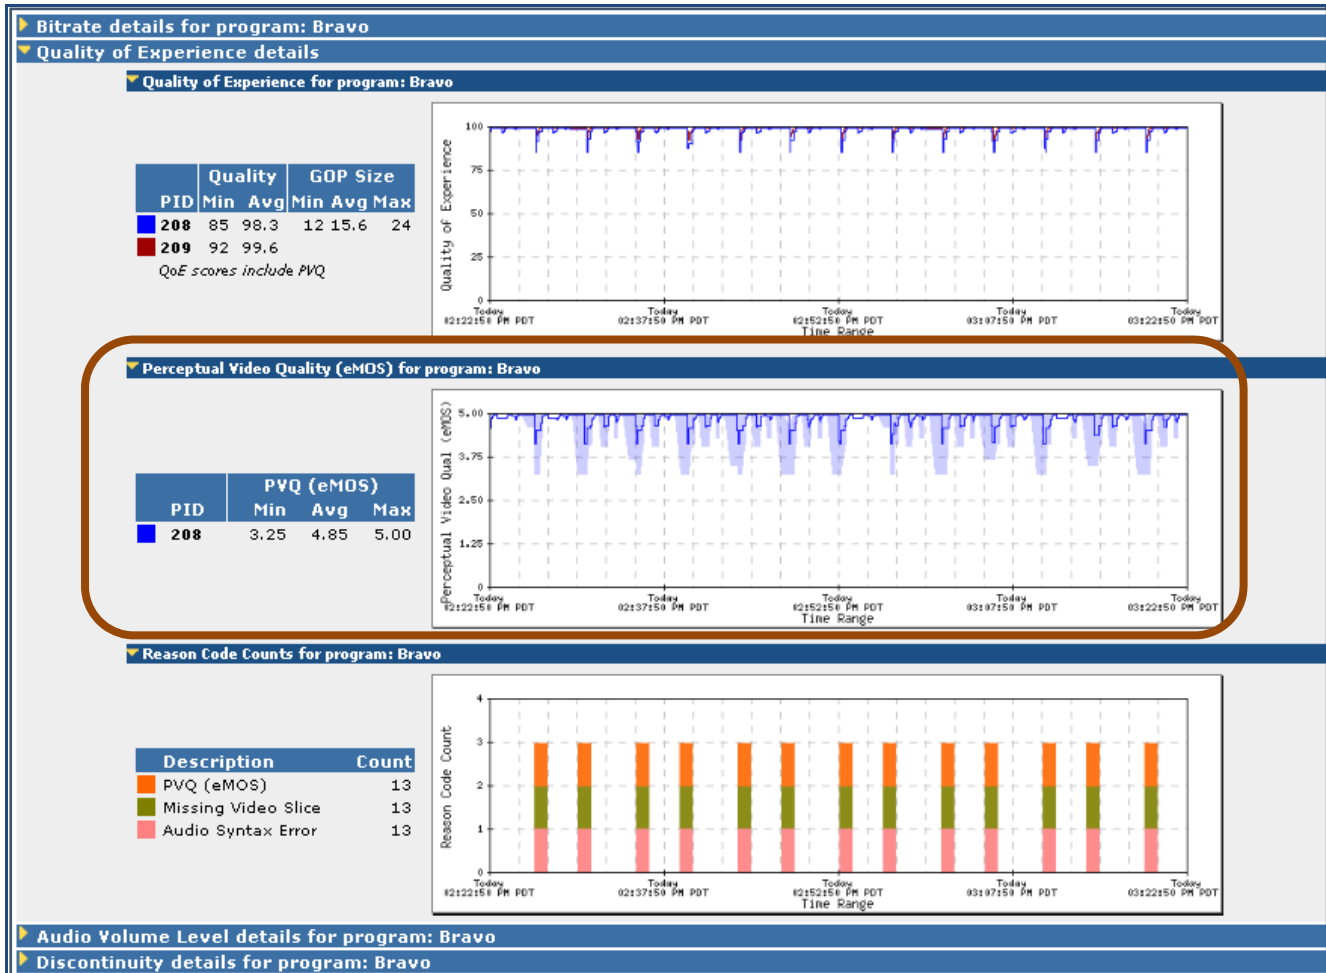 Bitrate details for program: Bravo
Quality of Experience details
Quality of Experience for program: Bravo
Quality GOP Size
PID Min Avg Min Avg Max
208 85 98.3 12 15.6 24
209 92 99.6
QoE scores include PVQ
Quality of Experience
100
75
50
25
0
Today Today Today Today Today
02:22:50 PM PDT 02:37:50 PM PDT 02:52:50 PM PDT 03:07:50 PM PDT 03:22:50 PM PDT
Time Range
Perceptual Video Quality (eMOS) for program: Bravo
PVQ (eMOS)
PID Min Avg Max
208 3.25 4.85 5.00
Perceptual Video Qual (eMOS)
5.00
3.75
2.50
1.25
0
Today Today Today Today Today
02:22:50 PM PDT 02:37:50 PM PDT 02:52:50 PM PDT 03:07:50 PM PDT 03:22:50 PM PDT
Time Range
Reason Code Counts for program: Bravo
Description Count
PVQ (eMOS) 13
Missing Video Slice 13
Audio Syntax Error 13
Reason Code Count
4
3
2
1
0
Today Today Today Today Today
02:22:50 PM PDT 02:37:50 PM PDT 02:52:50 PM PDT 03:07:50 PM PDT 03:22:50 PM PDT
Time Range
Audio Volume Level details for program: Bravo
Discontinuity details for program: Bravo